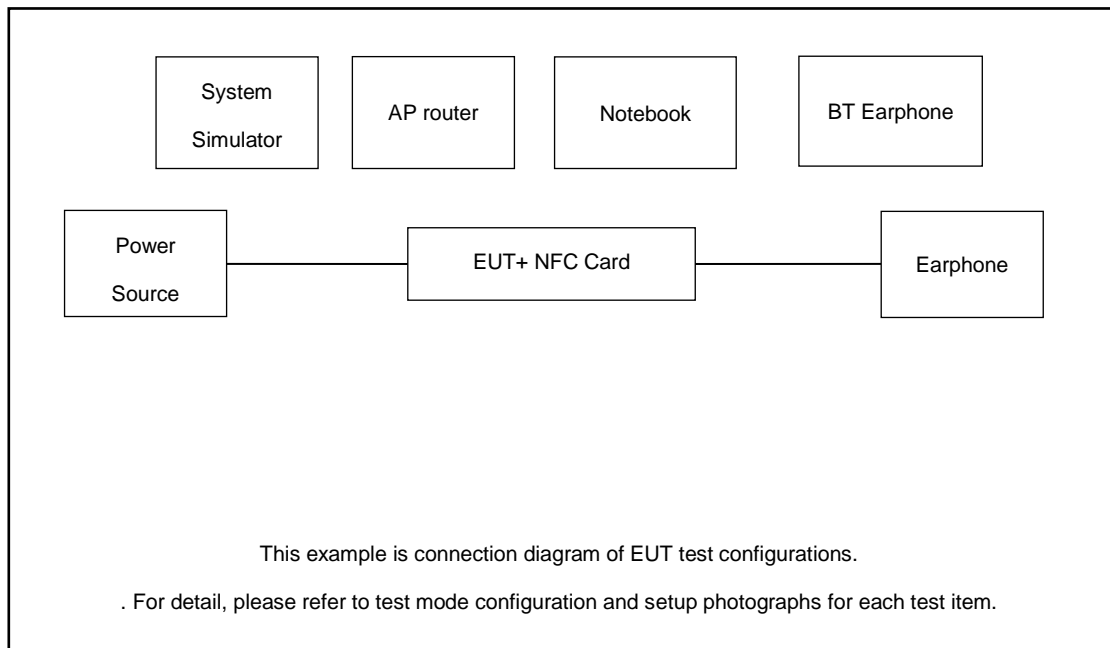 System
Simulator
AP router
Notebook
BT Earphone
Power
Source
EUT+ NFC Card
Earphone
This example is connection diagram of EUT test configurations.
. For detail, please refer to test mode configuration and setup photographs for each test item.